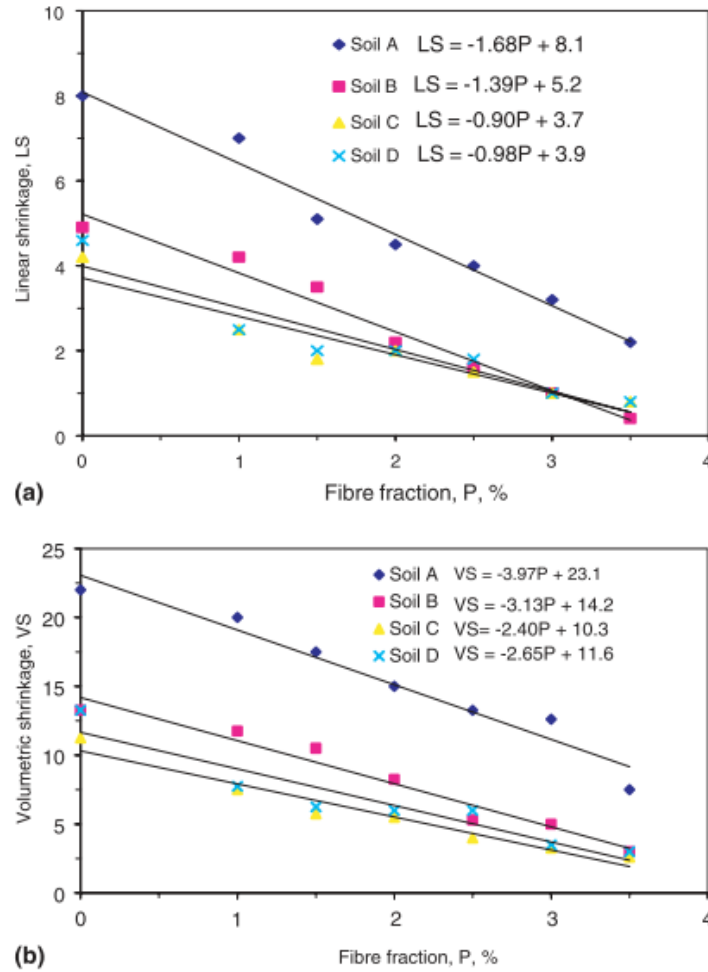 10
8
6
4
2
0
Linear shrinkage, LS
Soil A LS = -1.68P + 8.1
Soil B LS = -1.39P + 5.2
Soil C LS = -0.90P + 3.7
Soil D LS = -0.98P + 3.9
0 1 2 3 4
(a) Fibre fraction, P, %
25
20
15
10
5
0
Volumetric shrinkage, VS
Soil A VS = -3.97P + 23.1
Soil B VS = -3.13P + 14.2
Soil C VS= -2.40P + 10.3
Soil D VS = -2.65P + 11.6
0 1 2 3 4
(b) Fibre fraction, P, %